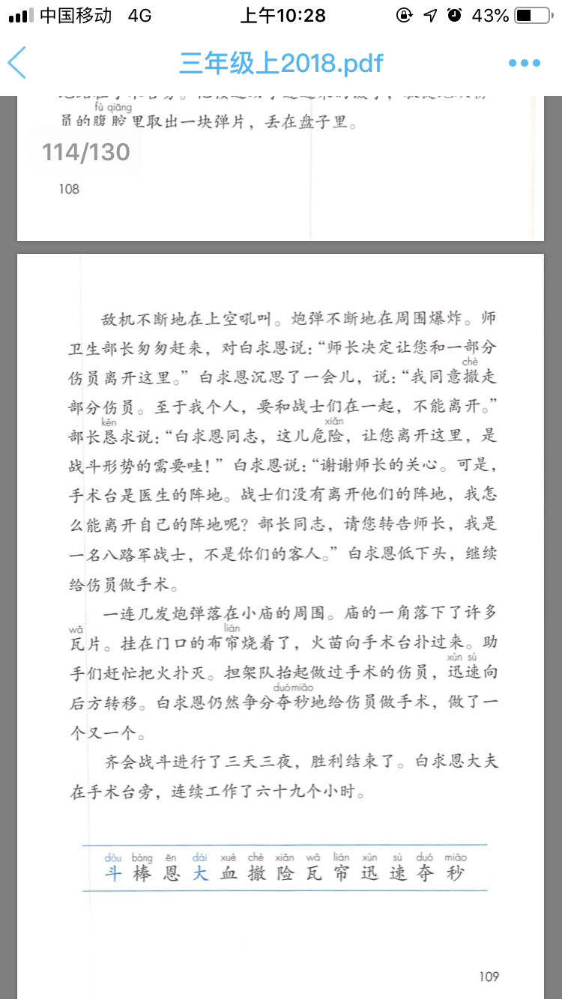 中国移动 4G 上午10:28 43%
三年级上2018.pdf
fù qiāng
员的腹腔里取出一块弹片，丢在盘子里。
114/130
108
敌机不断地在上空吼叫。炮弹不断地在周围爆炸。师
卫生部长匆匆赶来，对白求恩说：“师长决定让您和一部分
chè
伤员离开这里。”白求恩沉思了一会儿，说：“我同意撤走
部分伤员。至于我个人，要和战士们在一起，不能离开。”
kěn xiǎn
部长恳求说：“白求恩同志，这儿危险，让您离开这里，是
战斗形势的需要哇！”白求恩说：“谢谢师长的关心。可是，
手术台是医生的阵地。战士们没有离开他们的阵地，我怎
么能离开自己的阵地呢？部长同志，请您转告师长，我是
一名八路军战士，不是你们的客人。”白求恩低下头，继续
给伤员做手术。
一连几发炮弹落在小庙的周围。庙的一角落下了许多
wǎ lián
瓦片。挂在门口的布帘烧着了，火苗向手术台扑过来。助
xùn sù
手们赶忙把火扑灭。担架队抬起做过手术的伤员，迅速向
duó miǎo
后方转移。白求恩仍然争分夺秒地给伤员做手术，做了一
个又一个。
齐会战斗进行了三天三夜，胜利结束了。白求恩大夫
在手术台旁，连续工作了六十九个小时。
dòu bàng ēn dài xuè chè xiǎn wǎ lián xùn sù duó miǎo
斗 棒 恩 大 血 撤 险 瓦 帘 迅 速 夺 秒
109